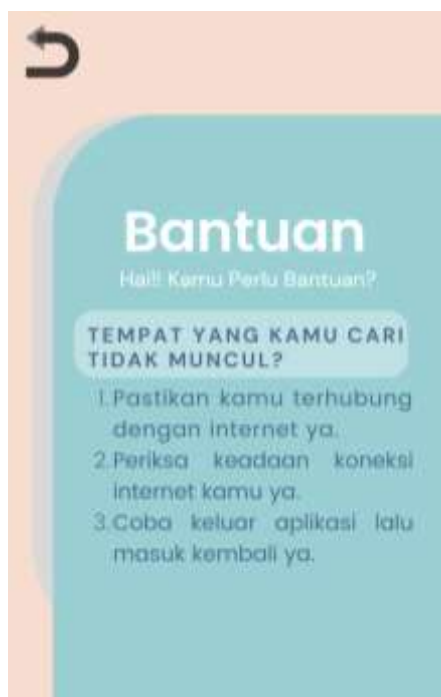 Bantuan
Hai!! Kamu Perlu Bantuan?
TEMPAT YANG KAMU CARI
TIDAK MUNCUL?
1.Pastikan kamu terhubung
dengan internet ya.
2.Periksa keadaan koneksi
internet kamu ya.
3.Coba keluar aplikasi lalu
masuk kembali ya.